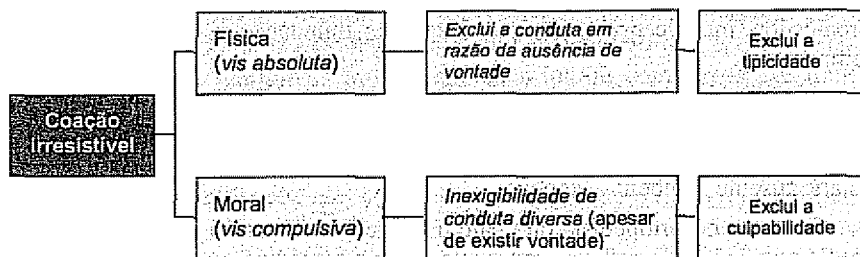 Coação
Irresistível
Física
(vis absoluta)
Exclui a conduta em
razão da ausência de
vontade
Exclui a
tipicidade
Moral
(vis compulsiva)
Inexigibilidade de
conduta diversa (apesar
de existir vontade)
Exclui a
culpabilidade